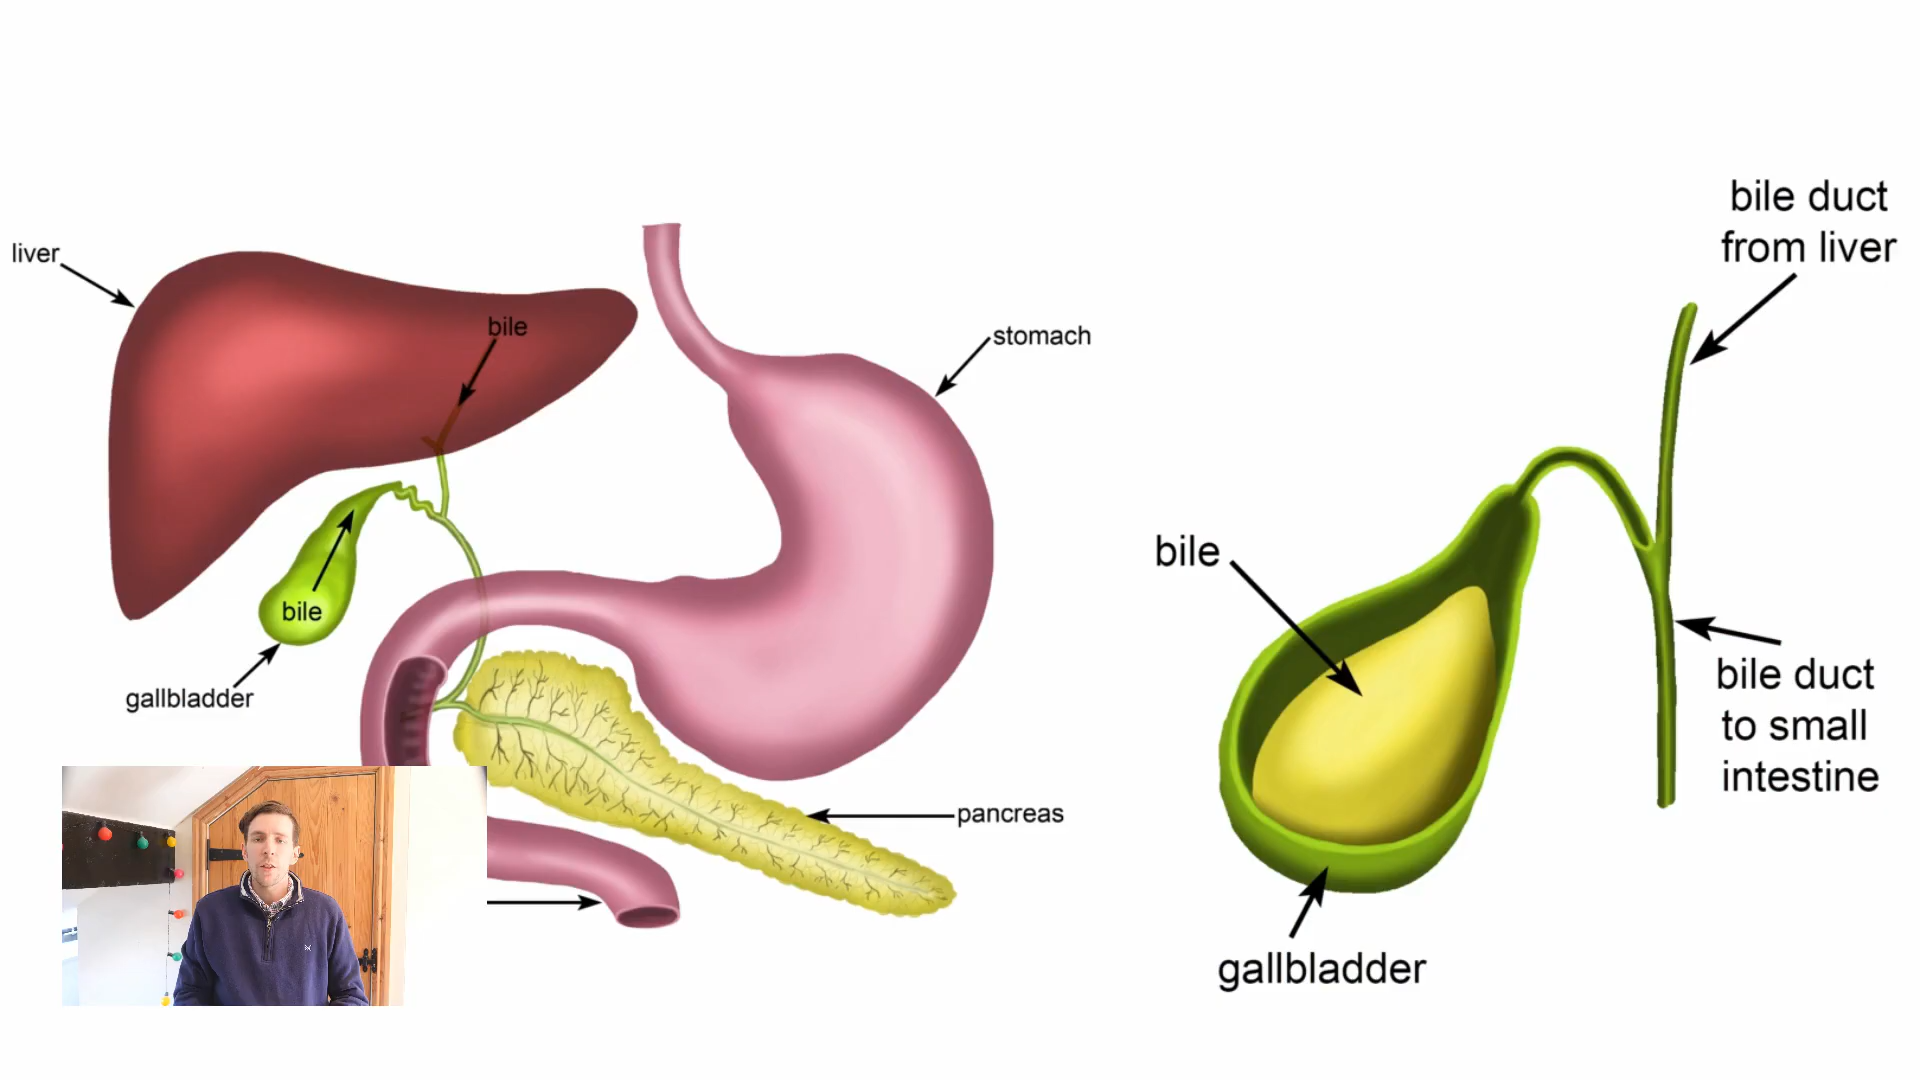 liver
bile
stomach
bile
gallbladder
pancreas
bile duct
from liver
bile
bile duct
to small
intestine
gallbladder